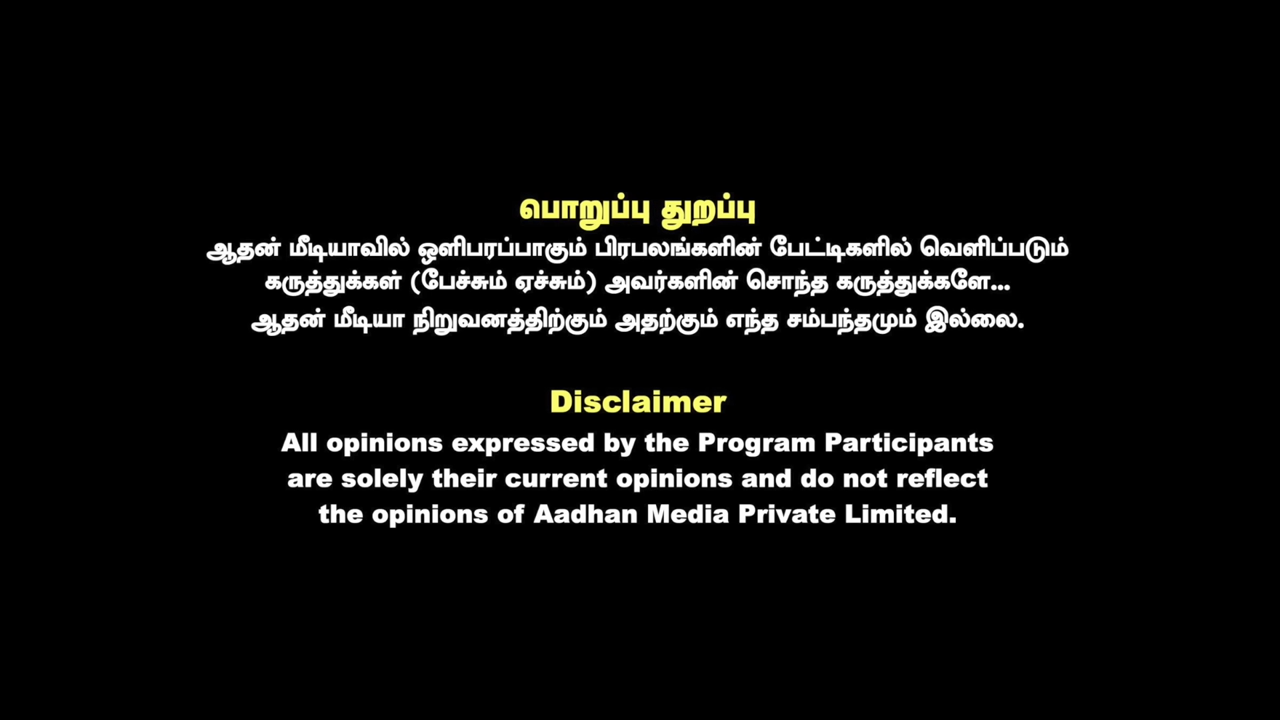 பொறுப்பு துறப்பு
ஆதன் மீடியாவில் ஒளிபரப்பாகும் பிரபலங்களின் பேட்டிகளில் வெளிப்படும்
கருத்துக்கள் (பேச்சும் ஏச்சும்) அவர்களின் சொந்த கருத்துக்களே...
ஆதன் மீடியா நிறுவனத்திற்கும் அதற்கும் எந்த சம்பந்தமும் இல்லை.
Disclaimer
All opinions expressed by the Program Participants
are solely their current opinions and do not reflect
the opinions of Aadhan Media Private Limited.